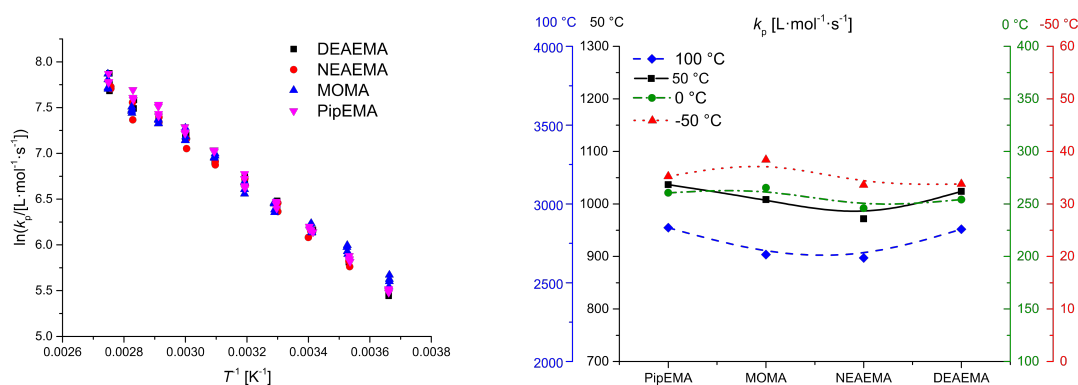 8.0
7.5
7.0
6.5
6.0
5.5
5.0
ln(kp/[L·mol-1·s-1])
0.0026 0.0028 0.0030 0.0032 0.0034 0.0036 0.0038
T-1 [K-1]
DEAEMA
NEAEMA
MOMA
PipEMA
100 °C 50 °C kp [L·mol-1·s-1] 0 °C -50 °C
4000
3500
3000
2500
2000
1300
1200
1100
1000
900
800
700
100 °C
50 °C
0 °C
-50 °C
400
350
300
250
200
150
100
60
50
40
30
20
10
0
PipEMA MOMA NEAEMA DEAEMA